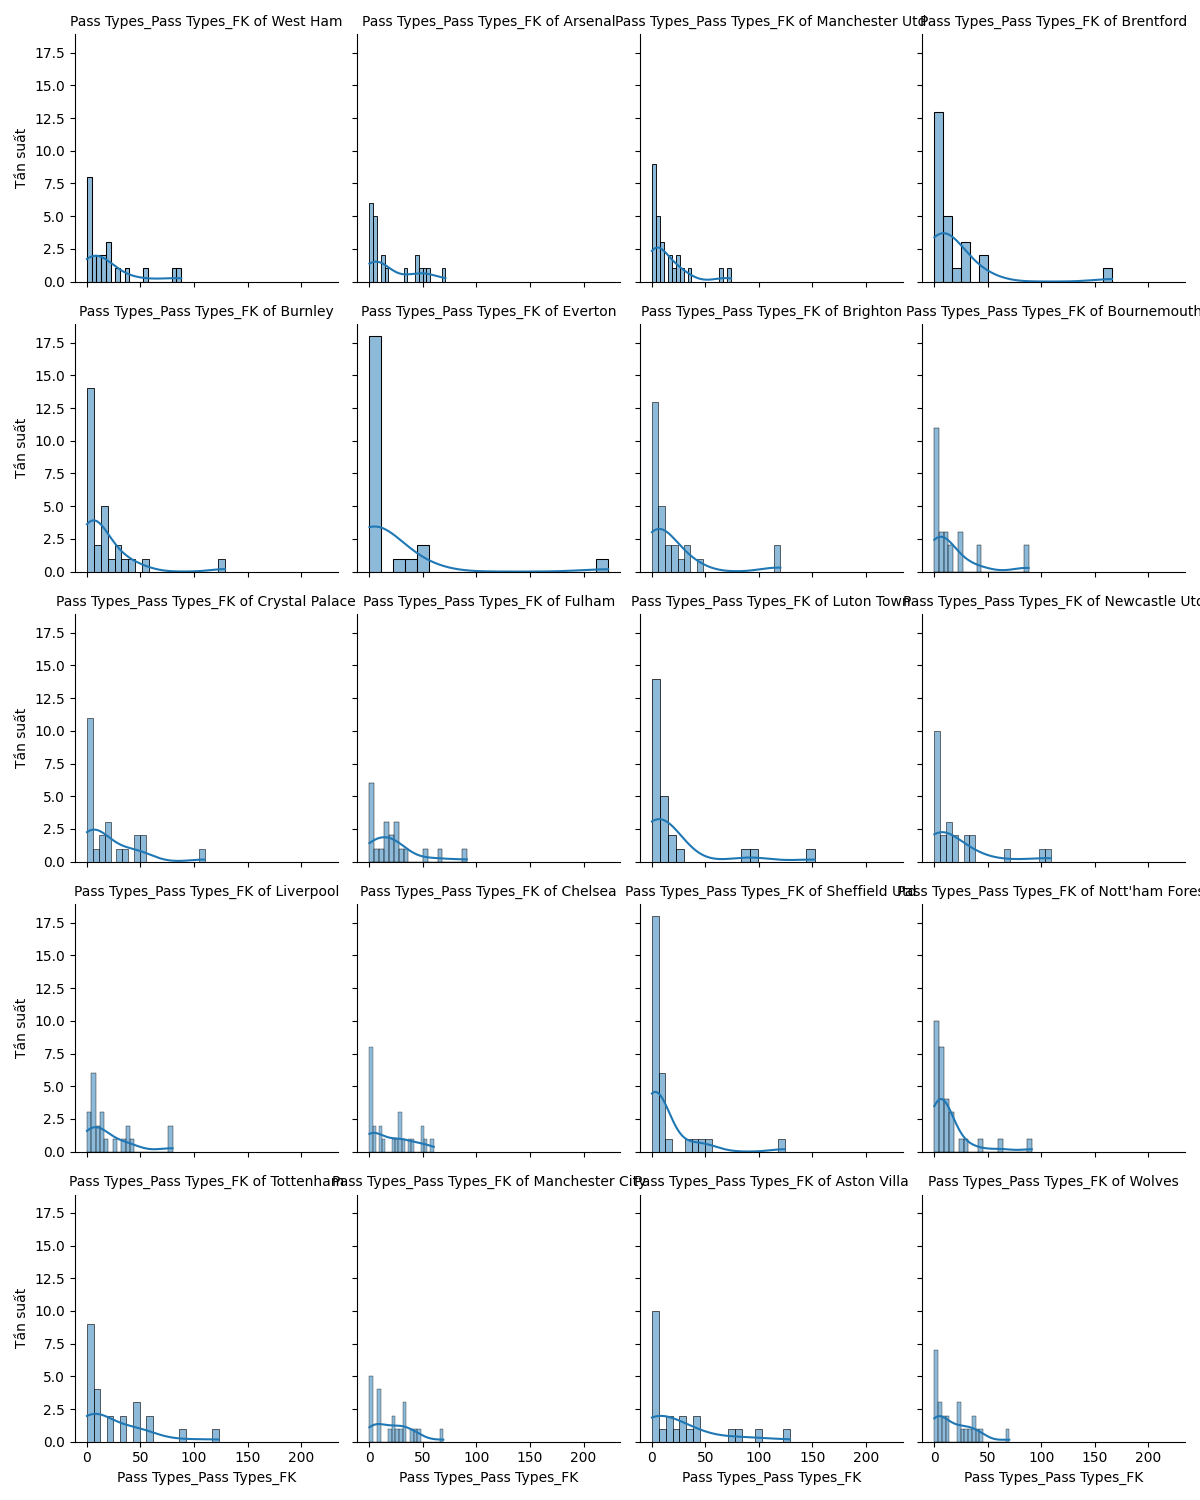 Pass Types_Pass Types_FK of West Ham
Pass Types_Pass Types_FK of Arsenal
Pass Types_Pass Types_FK of Manchester Utd
Pass Types_Pass Types_FK of Brentford
17.5
15.0
12.5
10.0
7.5
5.0
2.5
0.0
Tần suất
Pass Types_Pass Types_FK of Burnley
Pass Types_Pass Types_FK of Everton
Pass Types_Pass Types_FK of Brighton
Pass Types_Pass Types_FK of Bournemouth
17.5
15.0
12.5
10.0
7.5
5.0
2.5
0.0
Tần suất
Pass Types_Pass Types_FK of Crystal Palace
Pass Types_Pass Types_FK of Fulham
Pass Types_Pass Types_FK of Luton Town
Pass Types_Pass Types_FK of Newcastle Utd
17.5
15.0
12.5
10.0
7.5
5.0
2.5
0.0
Tần suất
Pass Types_Pass Types_FK of Liverpool
Pass Types_Pass Types_FK of Chelsea
Pass Types_Pass Types_FK of Sheffield Utd
Pass Types_Pass Types_FK of Nott'ham Fores
17.5
15.0
12.5
10.0
7.5
5.0
2.5
0.0
Tần suất
Pass Types_Pass Types_FK of Tottenham
Pass Types_Pass Types_FK of Manchester City
Pass Types_Pass Types_FK of Aston Villa
Pass Types_Pass Types_FK of Wolves
17.5
15.0
12.5
10.0
7.5
5.0
2.5
0.0
Tần suất
0 50 100 150 200
0 50 100 150 200
0 50 100 150 200
0 50 100 150 200
Pass Types_Pass Types_FK
Pass Types_Pass Types_FK
Pass Types_Pass Types_FK
Pass Types_Pass Types_FK